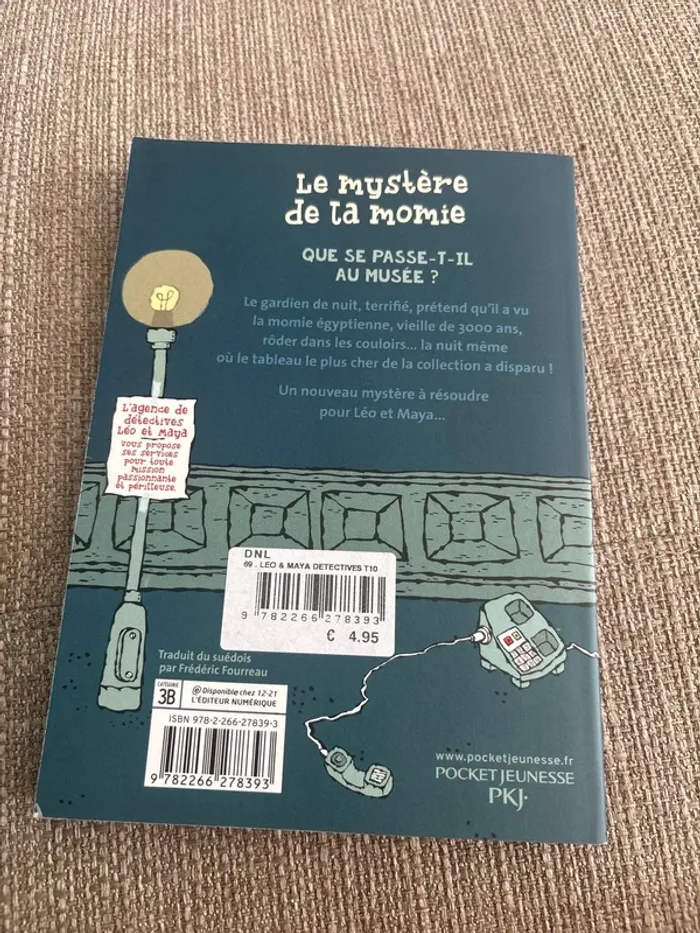 Le mystère
de la momie
QUE SE PASSE-T-IL
AU MUSÉE ?
Le gardien de nuit, terrifié, prétend qu'il a vu
la momie égyptienne, vieille de 3000 ans,
rôder dans les couloirs... la nuit même
où le tableau le plus cher de la collection a disparu !
Un nouveau mystère à résoudre
pour Léo et Maya...
L'agence de
détectives
Léo et Maya
vous propose
ses services
pour toute
mission
passionnante
et périlleuse.
DNL
69 . LEO & MAYA DETECTIVES T10
9 782266 278393
€ 4.95
Traduit du suédois
par Frédéric Fourreau
CATÉGORIE
3B
@ Disponible chez 12-21
L'ÉDITEUR NUMÉRIQUE
ISBN 978-2-266-27839-3
9 782266 278393
www.pocketjeunesse.fr
POCKET JEUNESSE
PKJ·